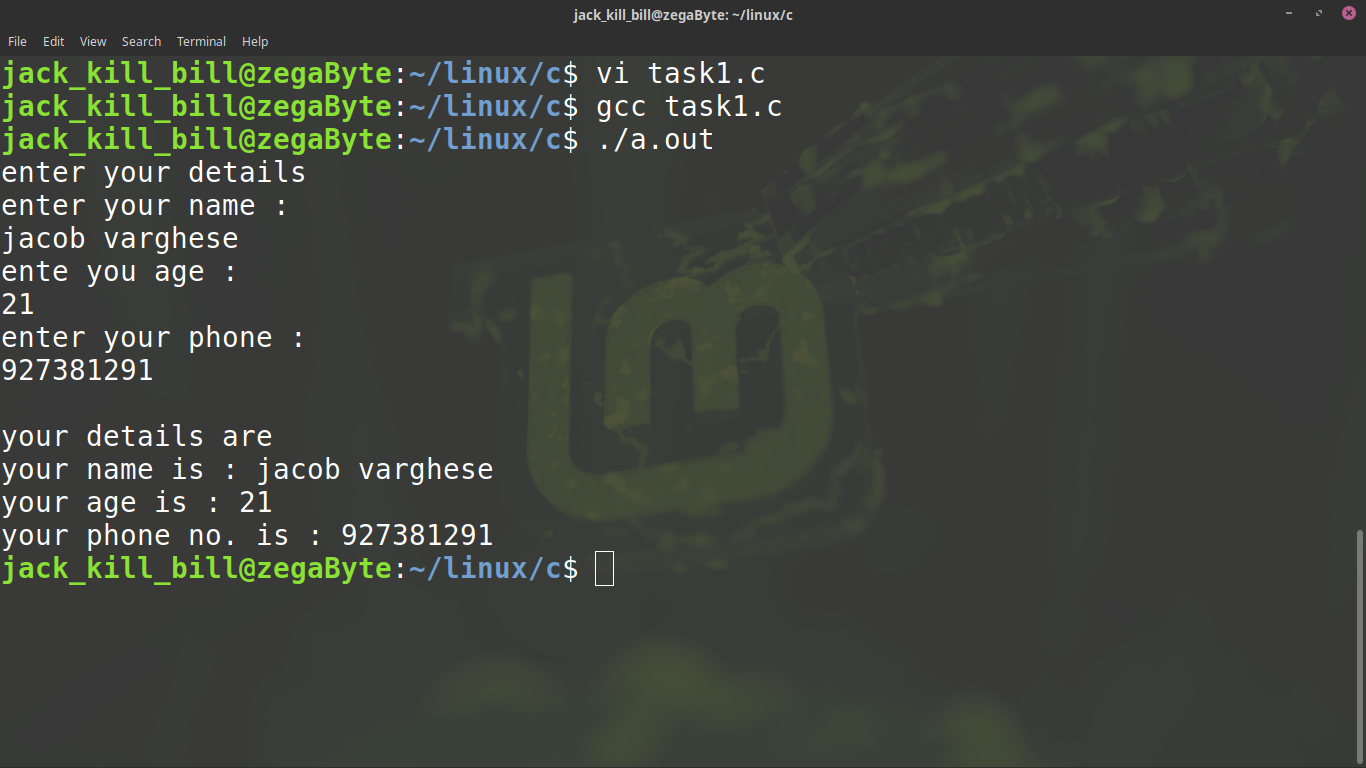 jack_kill_bill@zegaByte: ~/linux/c
File Edit View Search Terminal Help
jack_kill_bill@zegaByte:~/linux/c$ vi task1.c
jack_kill_bill@zegaByte:~/linux/c$ gcc task1.c
jack_kill_bill@zegaByte:~/linux/c$ ./a.out
enter your details
enter your name :
jacob varghese
ente you age :
21
enter your phone :
927381291
your details are
your name is : jacob varghese
your age is : 21
your phone no. is : 927381291
jack_kill_bill@zegaByte:~/linux/c$